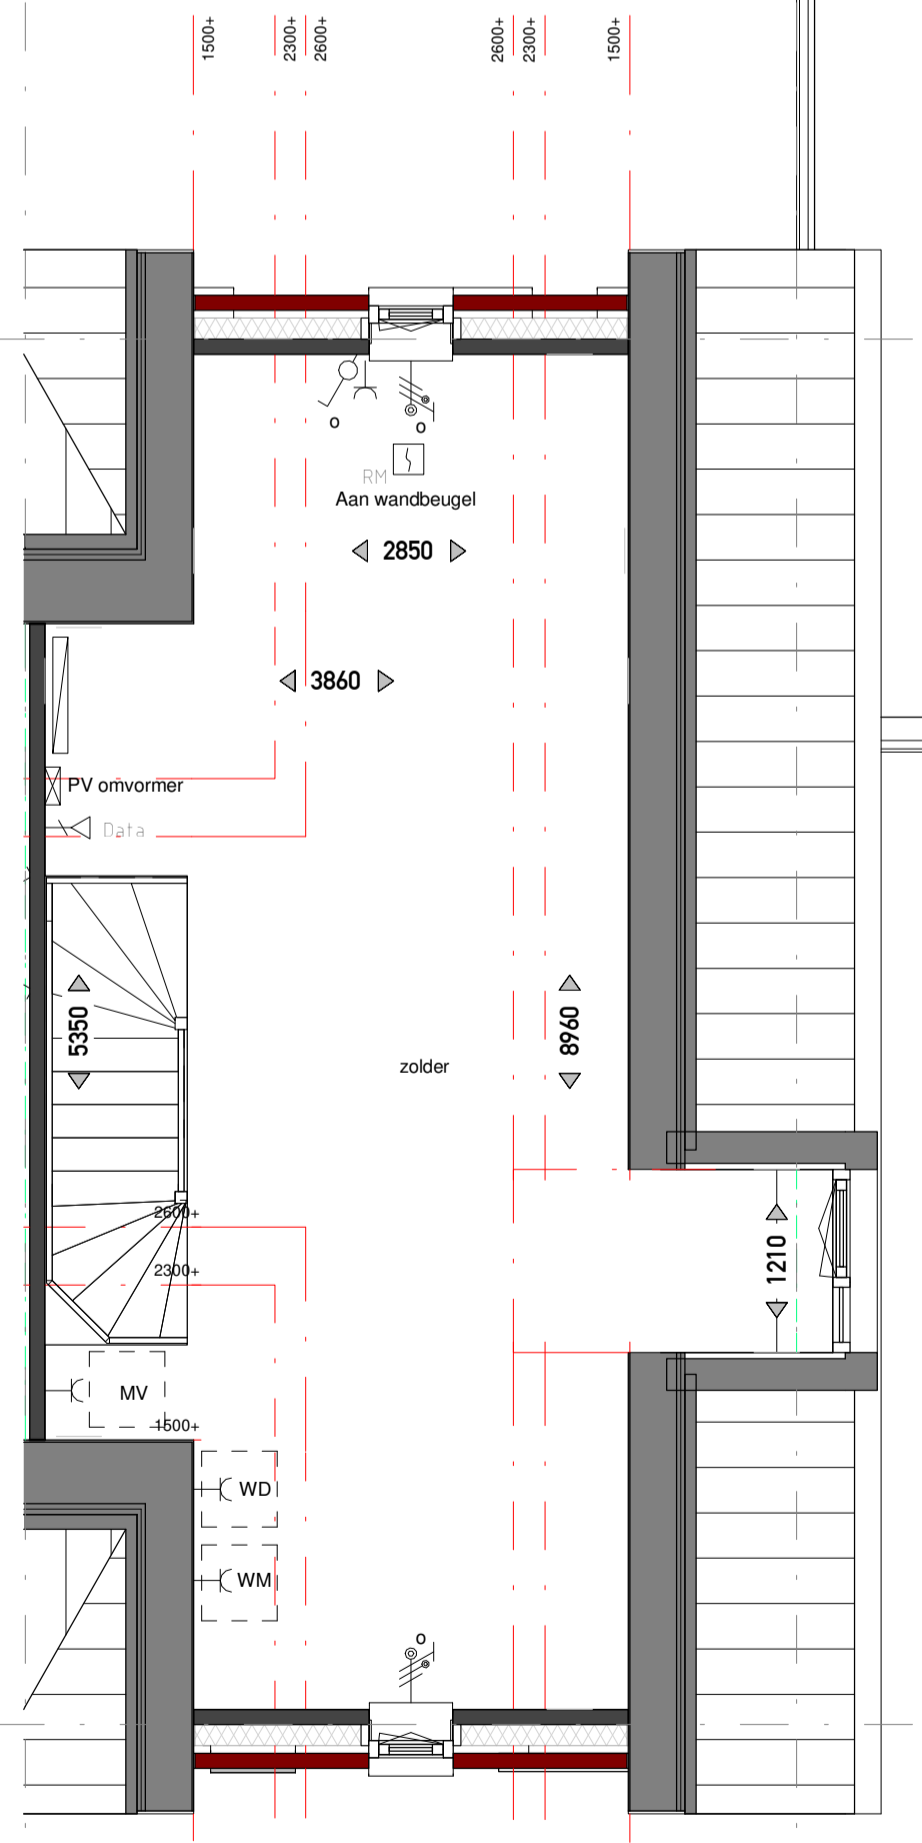 1500+
2300+
2600+
2600+
2300+
1500+
RM
Aan wandbeugel
2850
3860
PV omvormer
Data
5350
8960
zolder
2600+
1210
2300+
MV
1500+
WD
WM